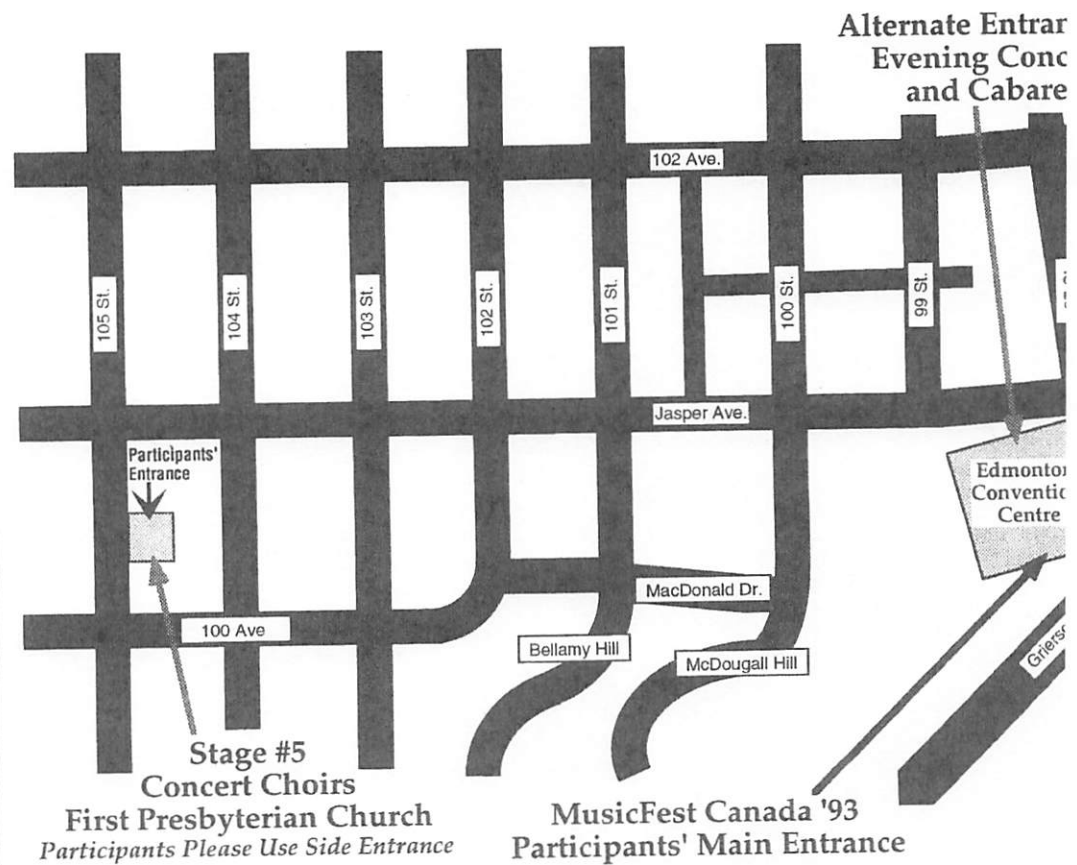 Alternate Entrar
Evening Conc
and Cabare
102 Ave.
105 St.
104 St.
103 St.
102 St.
101 St.
100 St.
99 St.
Jasper Ave.
Participants'
Entrance
Edmonton
Conventic
Centre
MacDonald Dr.
100 Ave
Bellamy Hill
McDougall Hill
Grierso
Stage #5
Concert Choirs
First Presbyterian Church
Participants Please Use Side Entrance
MusicFest Canada '93
Participants' Main Entrance